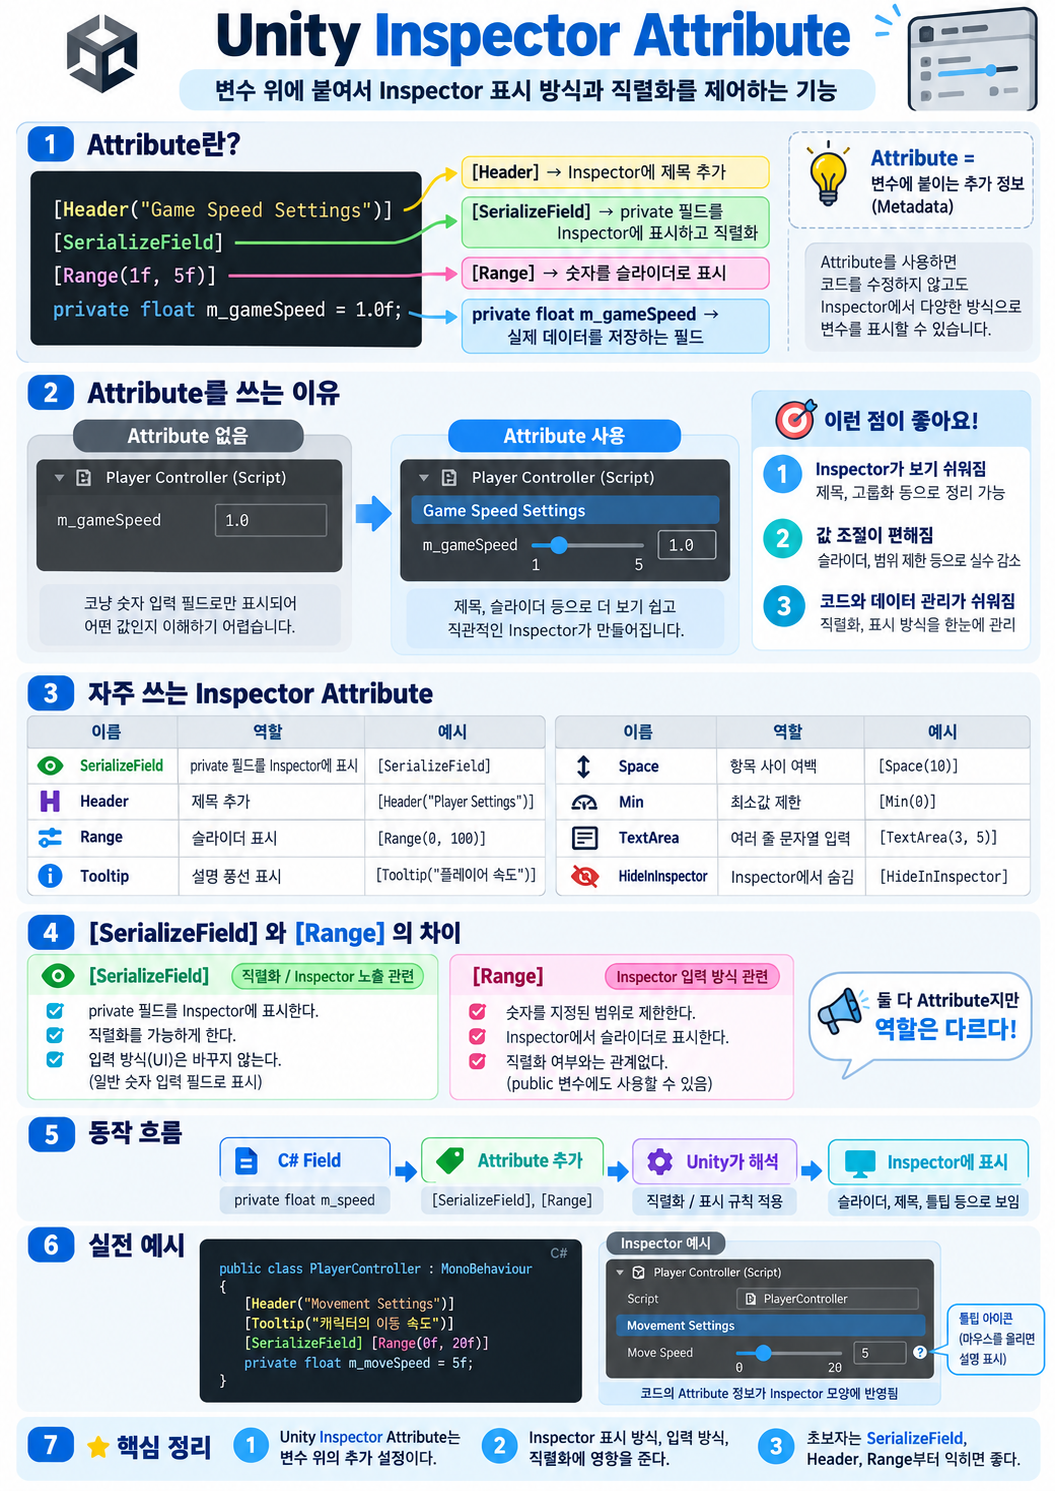 Unity Inspector Attribute
변수 위에 붙여서 Inspector 표시 방식과 직렬화를 제어하는 기능
1 Attribute란?
[Header("Game Speed Settings")]
[SerializeField]
[Range(1f, 5f)]
private float m_gameSpeed = 1.0f;
[Header] → Inspector에 제목 추가
[SerializeField] → private 필드를
Inspector에 표시하고 직렬화
[Range] → 숫자를 슬라이더로 표시
private float m_gameSpeed →
실제 데이터를 저장하는 필드
Attribute =
변수에 붙이는 추가 정보
(Metadata)
Attribute를 사용하면
코드를 수정하지 않고도
Inspector에서 다양한 방식으로
변수를 표시할 수 있습니다.
2 Attribute를 쓰는 이유
Attribute 없음
Player Controller (Script)
m_gameSpeed 1.0
코냥 숫자 입력 필드로만 표시되어
어떤 값인지 이해하기 어렵습니다.
Attribute 사용
Player Controller (Script)
Game Speed Settings
m_gameSpeed 1.0
1 5
제목, 슬라이더 등으로 더 보기 쉽고
직관적인 Inspector가 만들어집니다.
이런 점이 좋아요!
1 Inspector가 보기 쉬워짐
제목, 고룹화 등으로 정리 가능
2 값 조절이 편해짐
슬라이더, 범위 제한 등으로 실수 감소
3 코드와 데이터 관리가 쉬워짐
직렬화, 표시 방식을 한눈에 관리
3 자주 쓰는 Inspector Attribute
이름 역할 예시
SerializeField private 필드를 Inspector에 표시 [SerializeField]
Header 제목 추가 [Header("Player Settings")]
Range 슬라이더 표시 [Range(0, 100)]
Tooltip 설명 풍선 표시 [Tooltip("플레이어 속도")]
이름 역할 예시
Space 항목 사이 여백 [Space(10)]
Min 최소값 제한 [Min(0)]
TextArea 여러 줄 문자열 입력 [TextArea(3, 5)]
HideInInspector Inspector에서 숨김 [HideInInspector]
4 [SerializeField] 와 [Range] 의 차이
[SerializeField] 직렬화 / Inspector 노출 관련
private 필드를 Inspector에 표시한다.
직렬화를 가능하게 한다.
입력 방식(UI)은 바꾸지 않는다.
(일반 숫자 입력 필드로 표시)
[Range] Inspector 입력 방식 관련
숫자를 지정된 범위로 제한한다.
Inspector에서 슬라이더로 표시한다.
직렬화 여부와는 관계없다.
(public 변수에도 사용할 수 있음)
둘 다 Attribute지만
역할은 다르다!
5 동작 흐름
C# Field
private float m_speed
Attribute 추가
[SerializeField], [Range]
Unity가 해석
직렬화 / 표시 규칙 적용
Inspector에 표시
슬라이더, 제목, 툴팁 등으로 보임
6 실전 예시
C#
public class PlayerController : MonoBehaviour
{
[Header("Movement Settings")]
[Tooltip("캐릭터의 이동 속도")]
[SerializeField] [Range(0f, 20f)]
private float m_moveSpeed = 5f;
}
Inspector 예시
Player Controller (Script)
Script PlayerController
Movement Settings
Move Speed 5 ?
0 20
코드의 Attribute 정보가 Inspector 모양에 반영됨
툴팁 아이콘
(마우스를 올리면
설명 표시)
7 핵심 정리
1 Unity Inspector Attribute는
변수 위의 추가 설정이다.
2 Inspector 표시 방식, 입력 방식,
직렬화에 영향을 준다.
3 초보자는 SerializeField,
Header, Range부터 익히면 좋다.